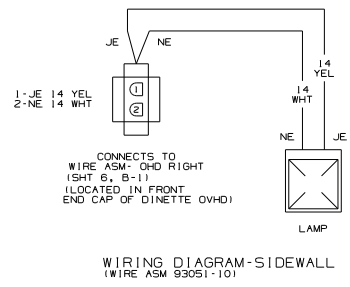 JE NE
14
YEL
1-JE 14 YEL
2-NE 14 WHT
1
2
14
WHT
NE JE
CONNECTS TO
WIRE ASM- OHD RIGHT
(SHT 6, B-1)
(LOCATED IN FRONT
END CAP OF DINETTE OVHD)
LAMP
WIRING DIAGRAM-SIDEWALL
(WIRE ASM 93051-10)